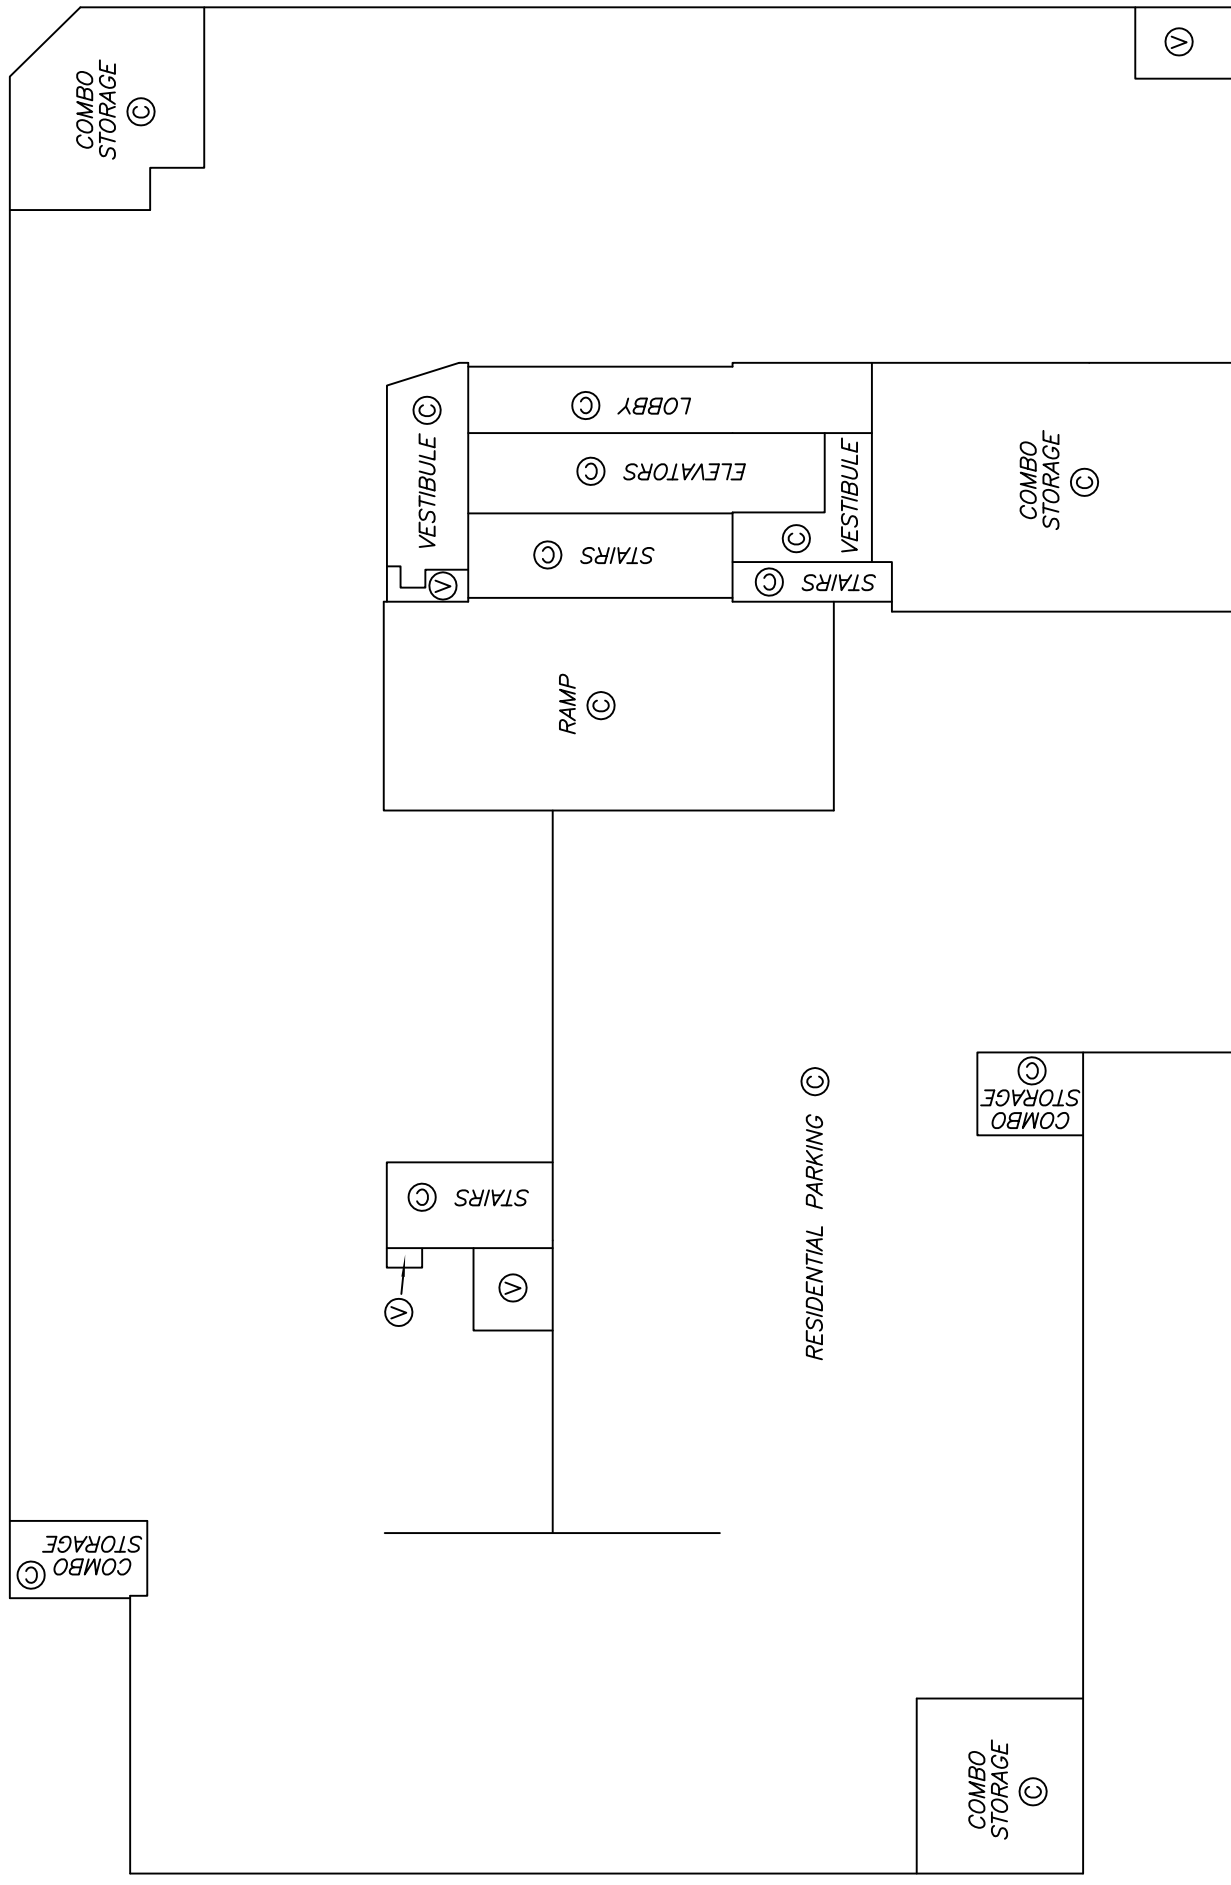 COMBO
STORAGE
Ⓒ
Ⓥ
VESTIBULE Ⓒ
Ⓥ
LOBBY Ⓒ
ELEVATORS Ⓒ
STAIRS Ⓒ
VESTIBULE
Ⓒ
STAIRS Ⓒ
COMBO
STORAGE
Ⓒ
RAMP
Ⓒ
RESIDENTIAL PARKING Ⓒ
COMBO
STORAGE
Ⓒ
STAIRS Ⓒ
Ⓥ
Ⓥ
COMBO
STORAGE
Ⓒ
COMBO
STORAGE
Ⓒ